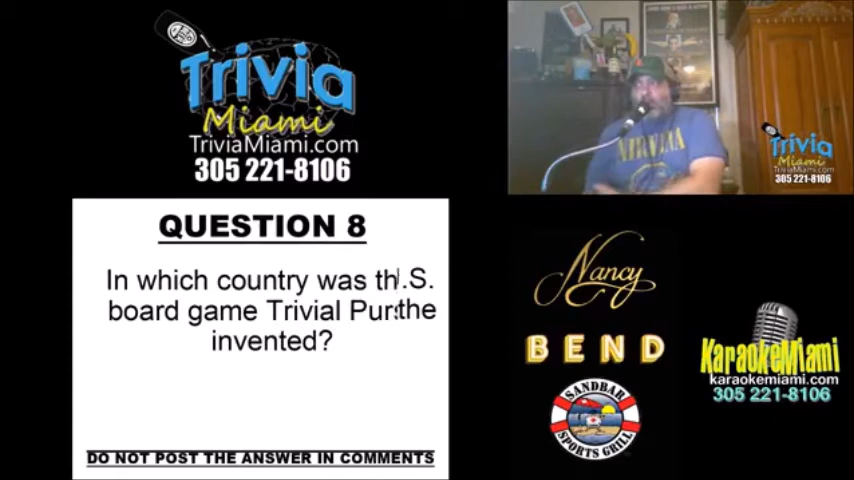 Trivia
Miami
TriviaMiami.com
305 221-8106
QUESTION 8
In which country was th .S.
board game Trivial Pur the
invented?
DO NOT POST THE ANSWER IN COMMENTS
NIRVANA
Trivia
Miami
TriviaMiami.com
305 221-8106
Nancy
BEND
SANDBAR
SPORTS GRILL
KaraokeMiami
karaokemiami.com
305 221-8106